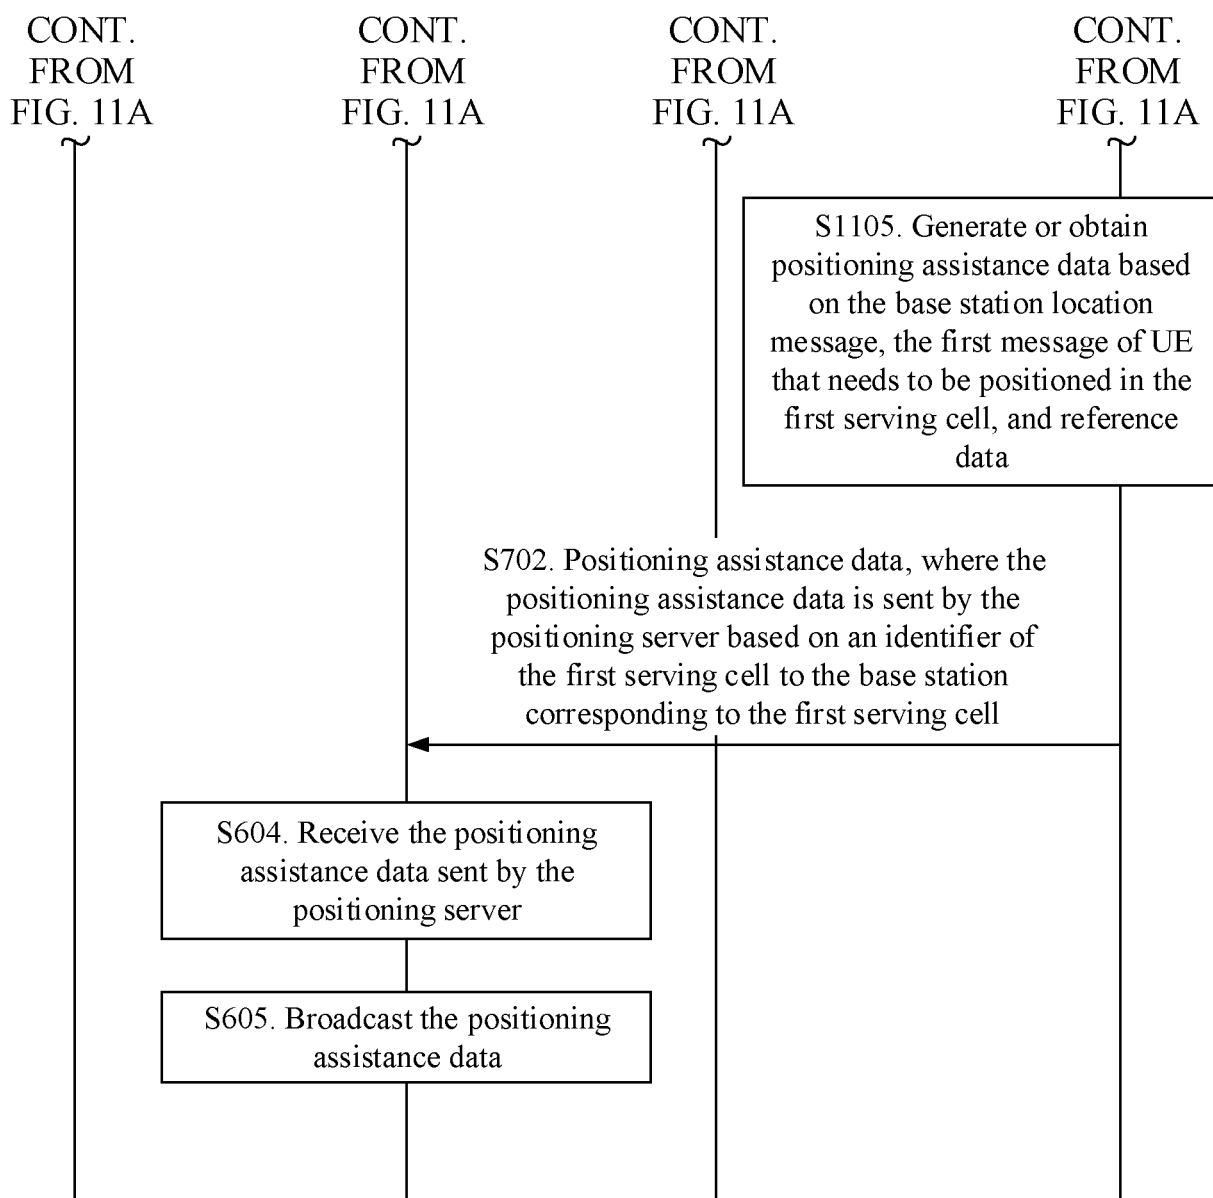 CONT.
FROM
FIG. 11A
CONT.
FROM
FIG. 11A
CONT.
FROM
FIG. 11A
CONT.
FROM
FIG. 11A
S1105. Generate or obtain
positioning assistance data based
on the base station location
message, the first message of UE
that needs to be positioned in the
first serving cell, and reference
data
S702. Positioning assistance data, where the
positioning assistance data is sent by the
positioning server based on an identifier of
the first serving cell to the base station
corresponding to the first serving cell
S604. Receive the positioning
assistance data sent by the
positioning server
S605. Broadcast the positioning
assistance data